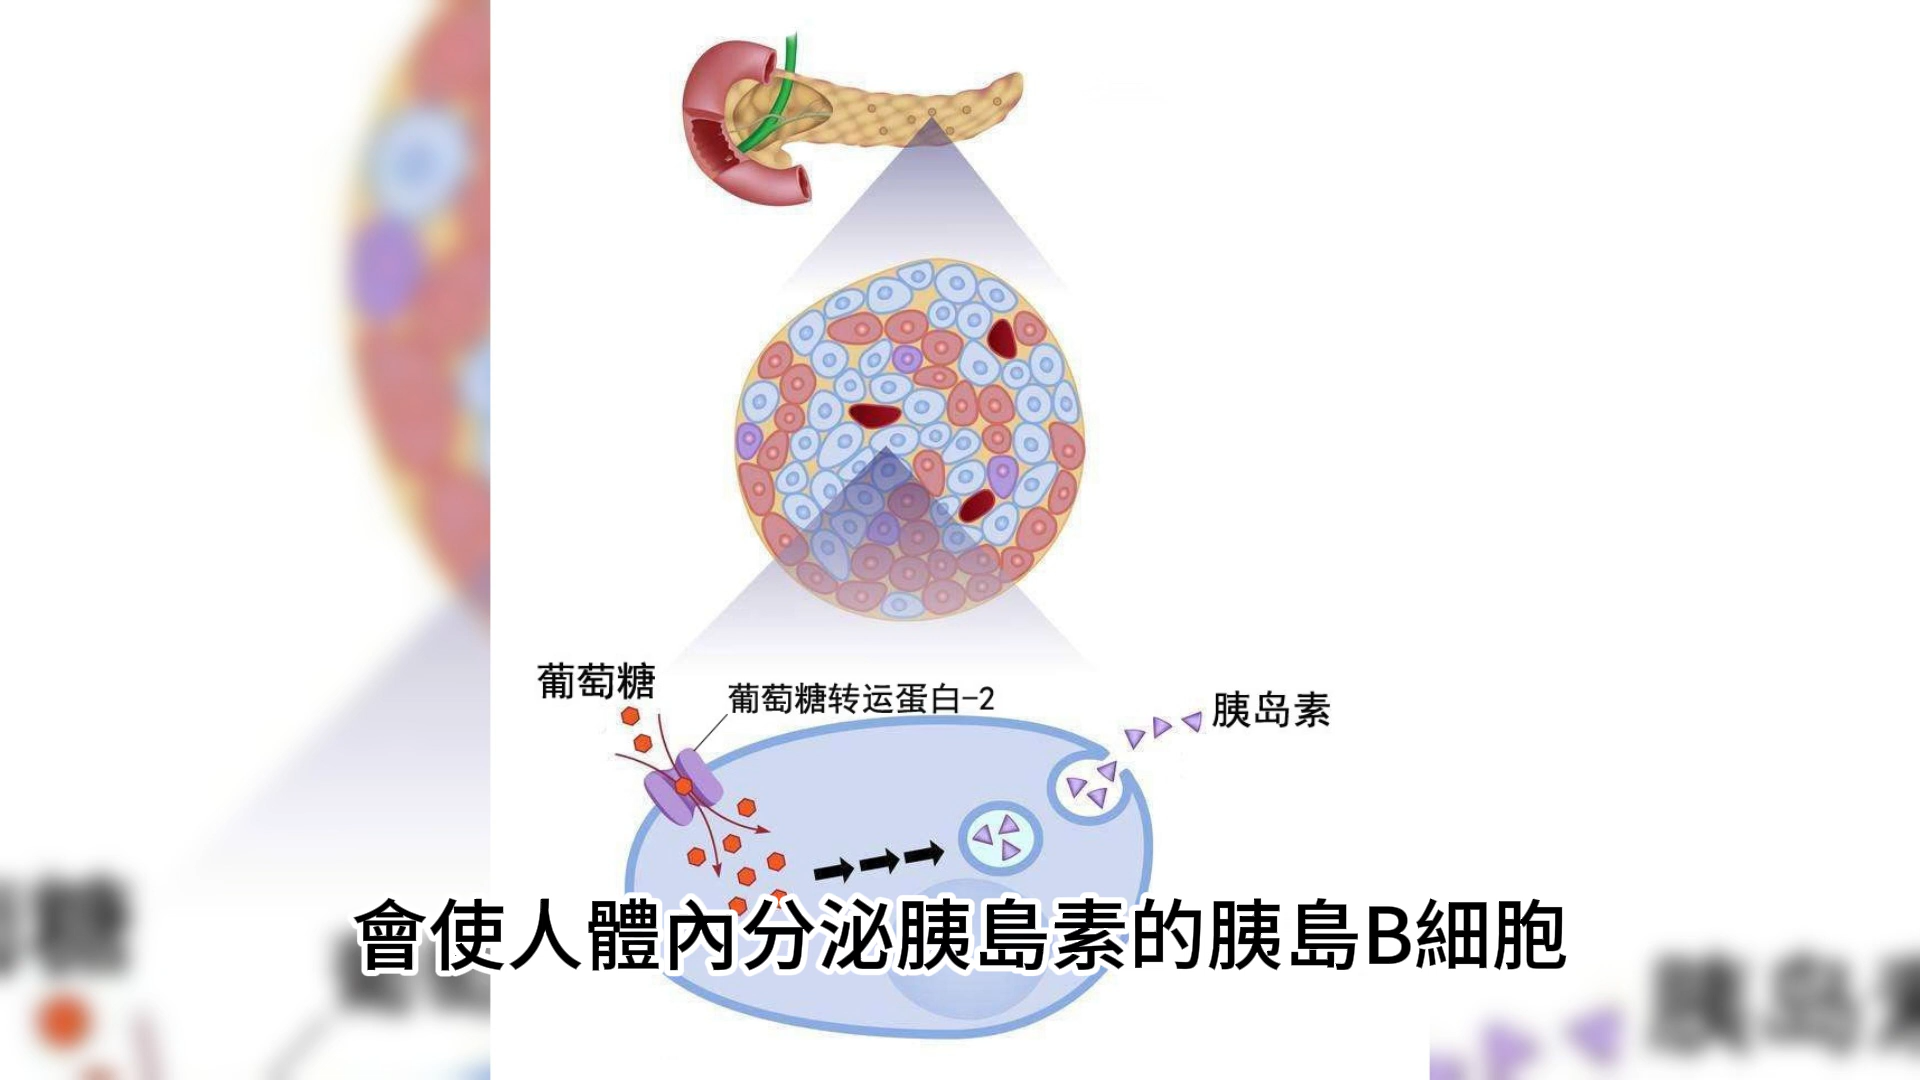 葡萄糖
葡萄糖转运蛋白-2
胰岛素
會使人體內分泌胰島素的胰島B細胞